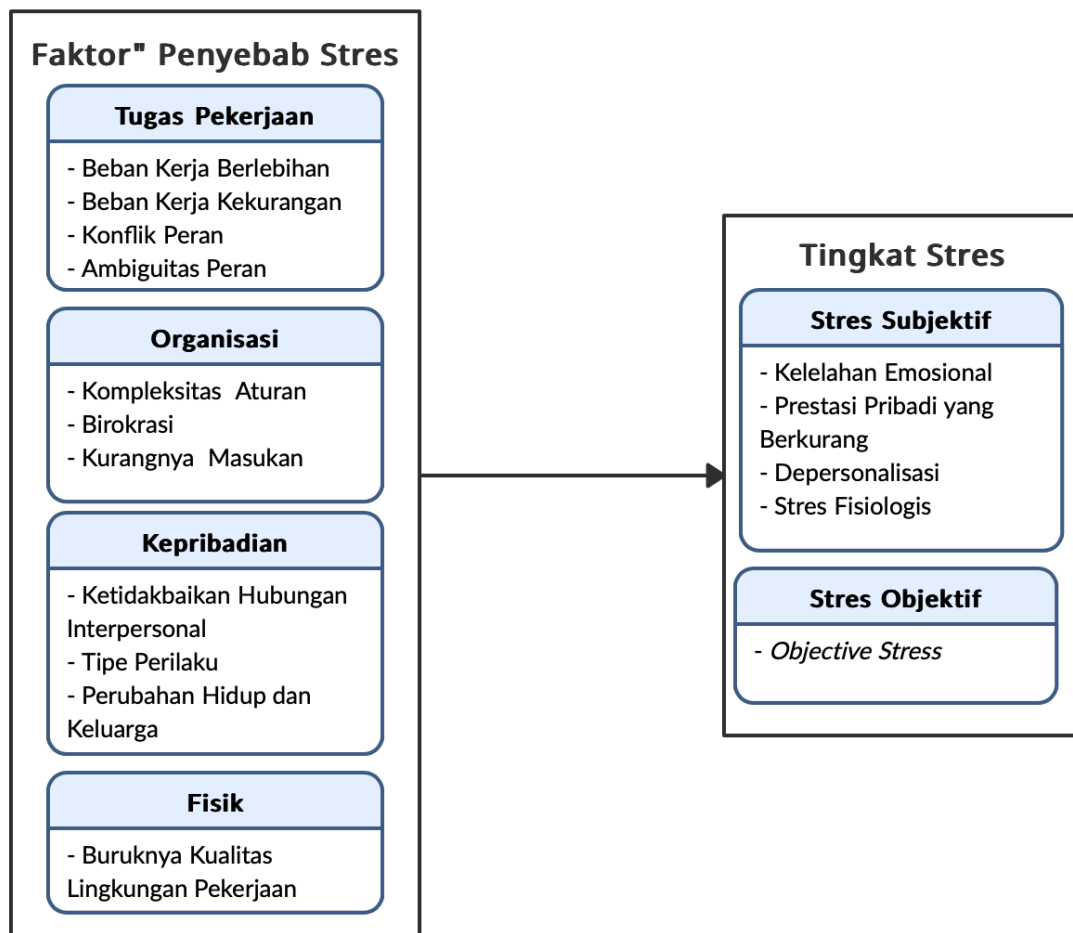 Faktor" Penyebab Stres
Tugas Pekerjaan
- Beban Kerja Berlebihan
- Beban Kerja Kekurangan
- Konflik Peran
- Ambiguitas Peran
Organisasi
- Kompleksitas Aturan
- Birokrasi
- Kurangnya Masukan
Kepribadian
- Ketidakbaikan Hubungan
Interpersonal
- Tipe Perilaku
- Perubahan Hidup dan
Keluarga
Fisik
- Buruknya Kualitas
Lingkungan Pekerjaan
Tingkat Stres
Stres Subjektif
- Kelelahan Emosional
- Prestasi Pribadi yang
Berkurang
- Depersonalisasi
- Stres Fisiologis
Stres Objektif
- Objective Stress